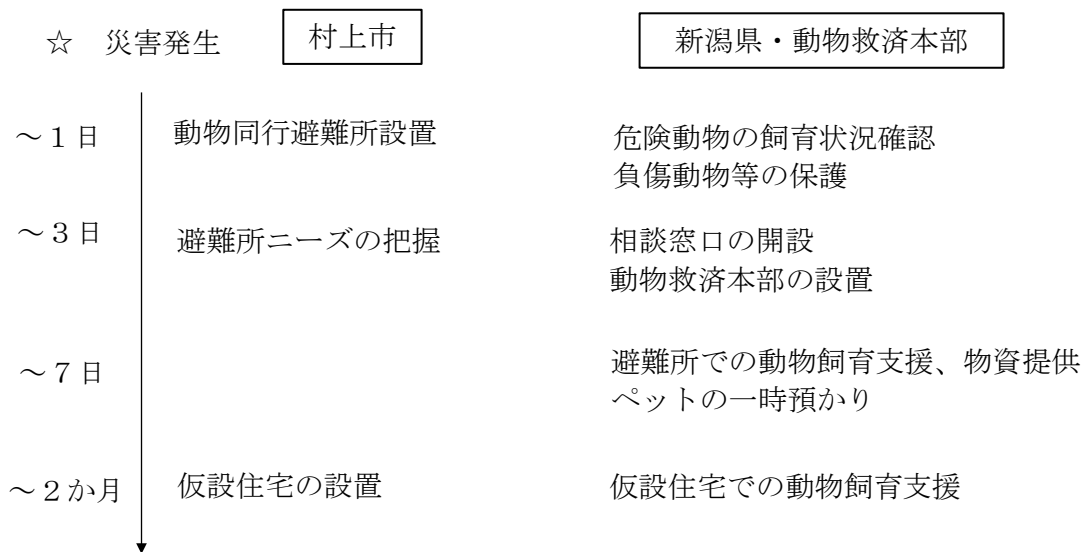 ☆ 災害発生 村上市 新潟県・動物救済本部
～１日 動物同行避難所設置 危険動物の飼育状況確認
負傷動物等の保護
～３日 避難所ニーズの把握 相談窓口の開設
動物救済本部の設置
～７日 避難所での動物飼育支援、物資提供
ペットの一時預かり
～２か月 仮設住宅の設置 仮設住宅での動物飼育支援